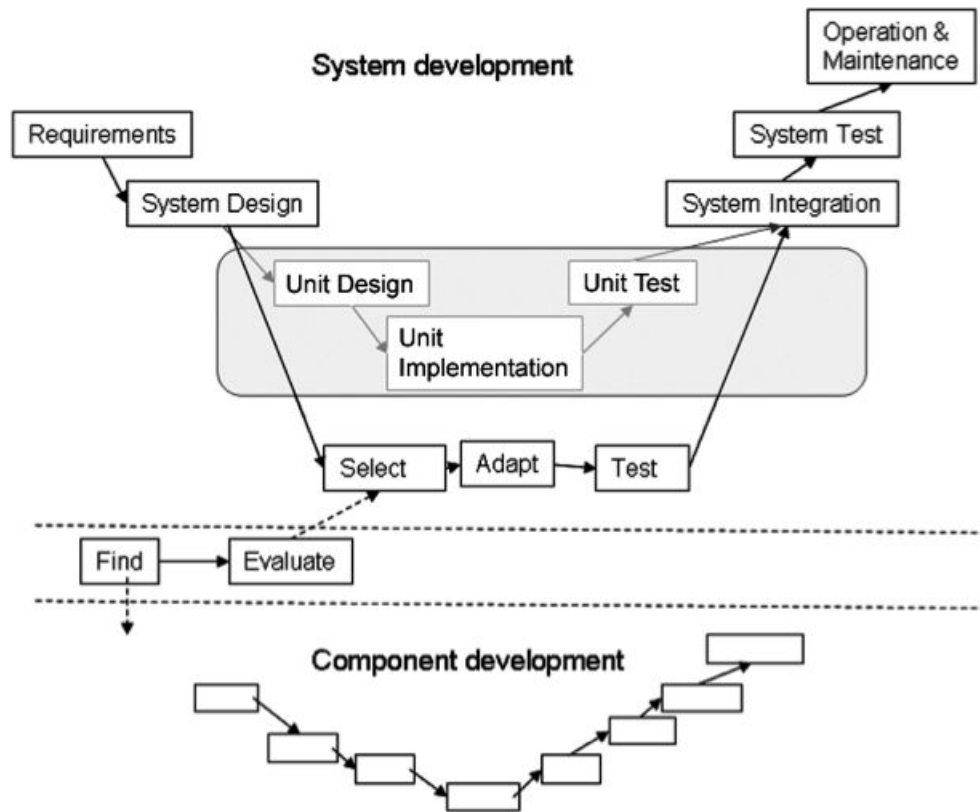 System development
Operation &
Maintenance
Requirements
System Test
System Design
System Integration
Unit Design
Unit Test
Unit
Implementation
Select
Adapt
Test
Find
Evaluate
Component development